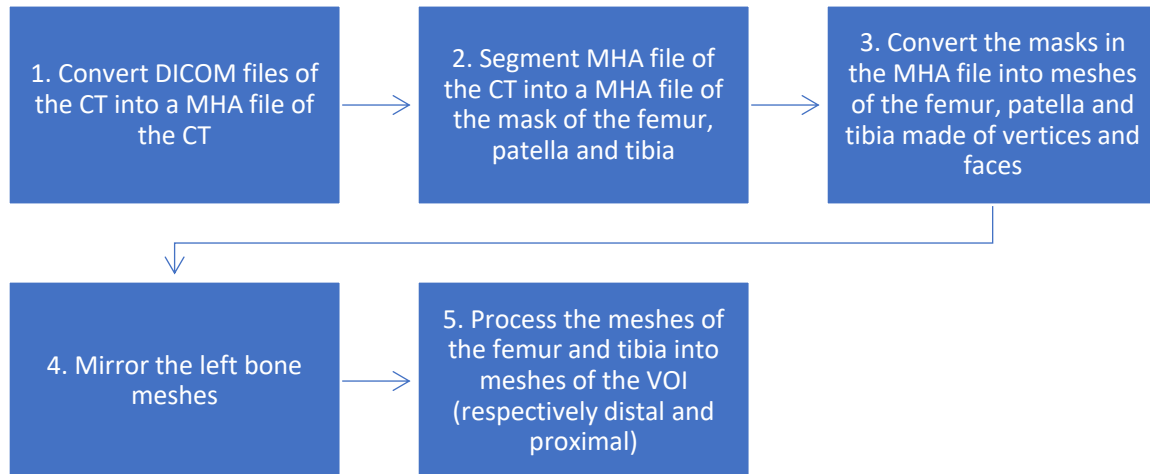 1. Convert DICOM files of
the CT into a MHA file of
the CT
2. Segment MHA file of
the CT into a MHA file of
the mask of the femur,
patella and tibia
3. Convert the masks in
the MHA file into meshes
of the femur, patella and
tibia made of vertices and
faces
4. Mirror the left bone
meshes
5. Process the meshes of
the femur and tibia into
meshes of the VOI
(respectively distal and
proximal)